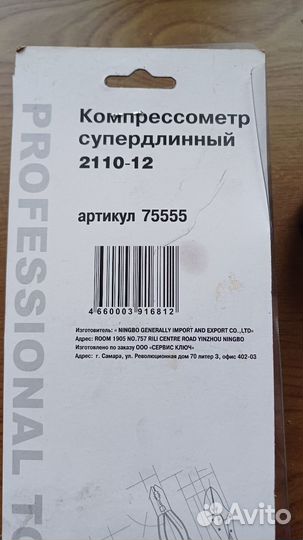 PROFESSIONAL TO
Компрессометр
супердлинный
2110-12
артикул 75555
4 660003 916812
Изготовитель: « NINGBO GENERALLY IMPORT AND EXPORT CO.,LTD»
Адрес: ROOM 1905 NO.757 RILI CENTRE ROAD YINZHOU NINGBO
Изготовлено по заказу ООО «СЕРВИС КЛЮЧ»
Адрес: г. Самара, ул. Революционная дом 70 литер 3, офис 402-03
Avito